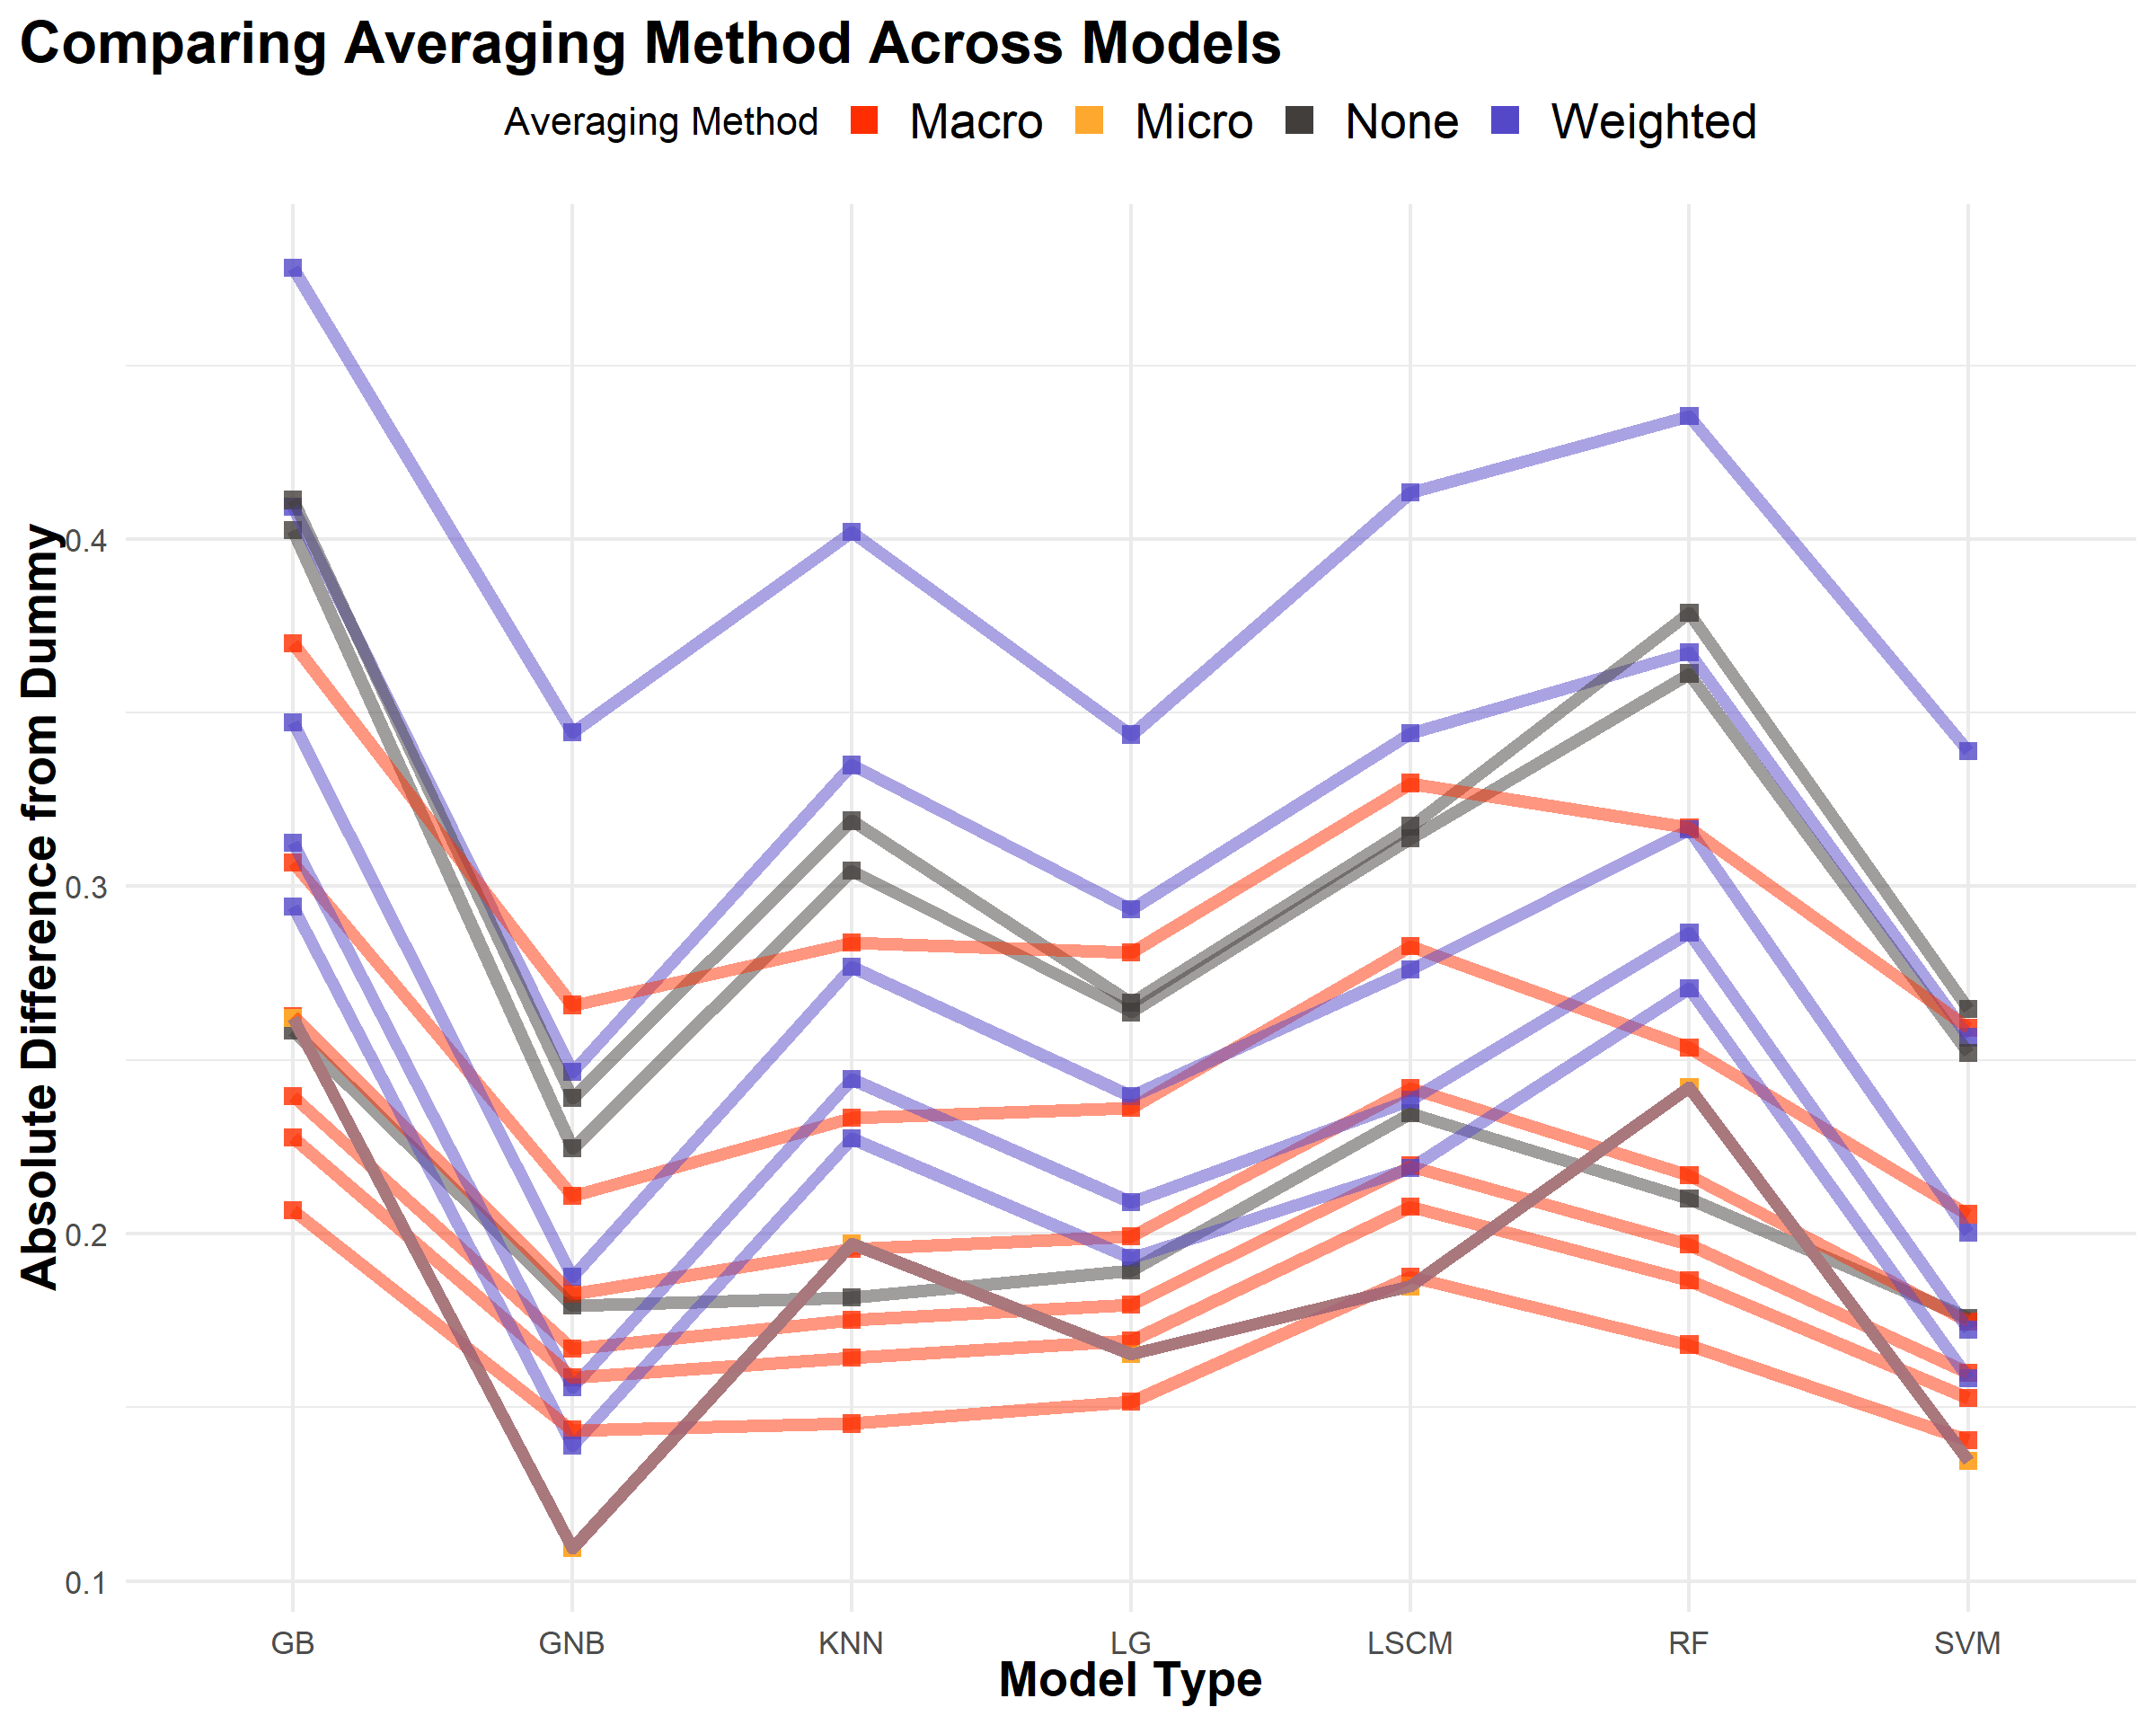 Comparing Averaging Method Across Models
Averaging Method Macro Micro None Weighted
Absolute Difference from Dummy
0.4
0.3
0.2
0.1
GB GNB KNN LG LSCM RF SVM
Model Type